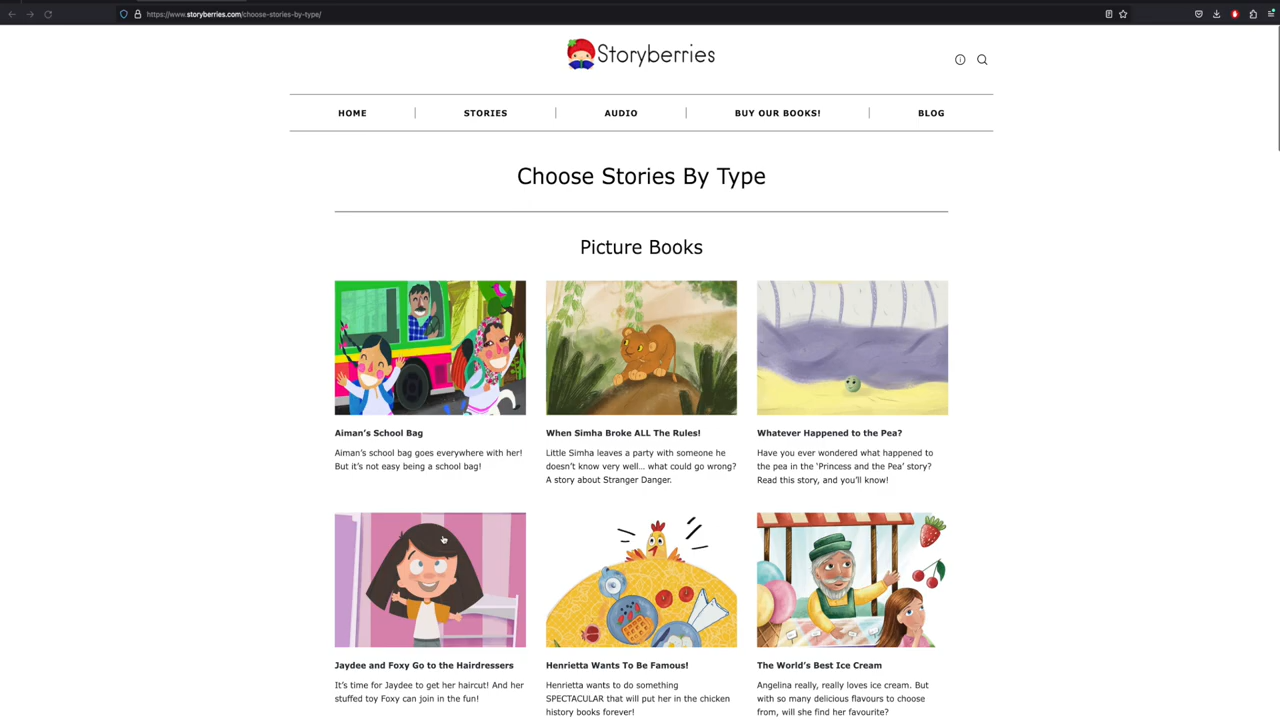 https://www.storyberries.com/choose-stories-by-type/
Storyberries
HOME STORIES AUDIO BUY OUR BOOKS! BLOG
Choose Stories By Type
Picture Books
Aiman's School Bag
Aiman's school bag goes everywhere with her!
But it's not easy being a school bag!
When Simha Broke ALL The Rules!
Little Simha leaves a party with someone he
doesn't know very well… what could go wrong?
A story about Stranger Danger.
Whatever Happened to the Pea?
Have you ever wondered what happened to
the pea in the 'Princess and the Pea' story?
Read this story, and you'll know!
Jaydee and Foxy Go to the Hairdressers
It's time for Jaydee to get her haircut! And her
stuffed toy Foxy can join in the fun!
Henrietta Wants To Be Famous!
Henrietta wants to do something
SPECTACULAR that will put her in the chicken
history books forever!
The World's Best Ice Cream
Angelina really, really loves ice cream. But
with so many delicious flavours to choose
from, will she find her favourite?